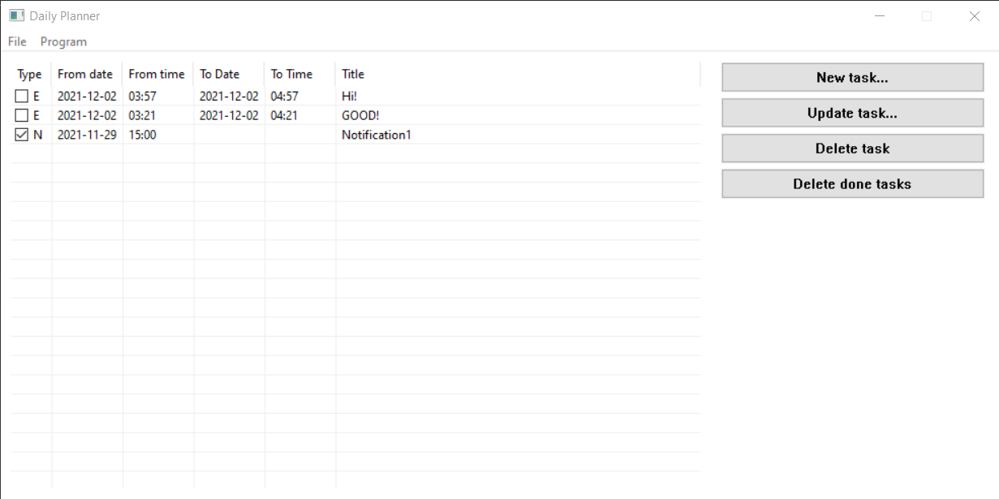 Daily Planner
File Program
Type From date From time To Date To Time Title
E 2021-12-02 03:57 2021-12-02 04:57 Hi!
E 2021-12-02 03:21 2021-12-02 04:21 GOOD!
N 2021-11-29 15:00 Notification1
New task...
Update task...
Delete task
Delete done tasks